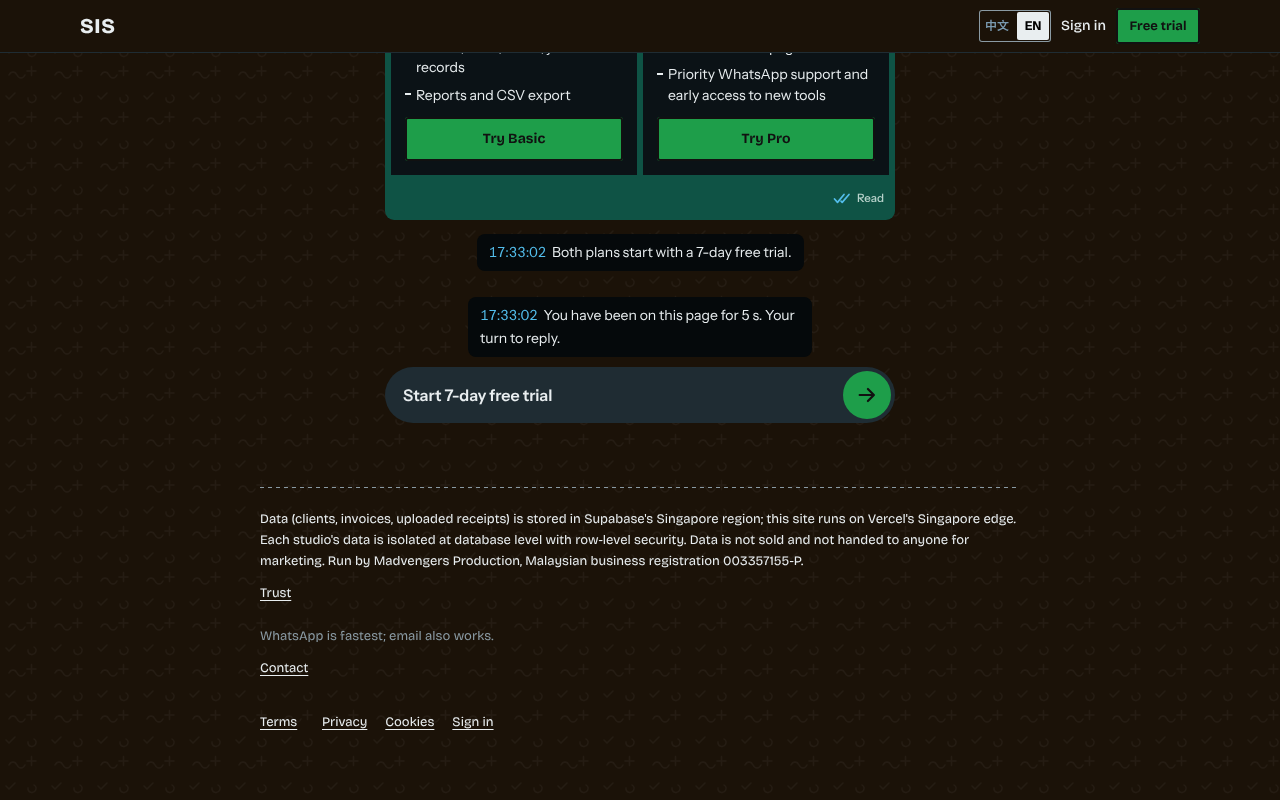 SIS
中文 EN Sign in Free trial
records
Reports and CSV export
Try Basic
Priority WhatsApp support and
early access to new tools
Try Pro
Read
17:33:02 Both plans start with a 7-day free trial.
17:33:02 You have been on this page for 5 s. Your
turn to reply.
Start 7-day free trial
Data (clients, invoices, uploaded receipts) is stored in Supabase's Singapore region; this site runs on Vercel's Singapore edge.
Each studio's data is isolated at database level with row-level security. Data is not sold and not handed to anyone for
marketing. Run by Madvengers Production, Malaysian business registration 003357155-P.
Trust
WhatsApp is fastest; email also works.
Contact
Terms Privacy Cookies Sign in